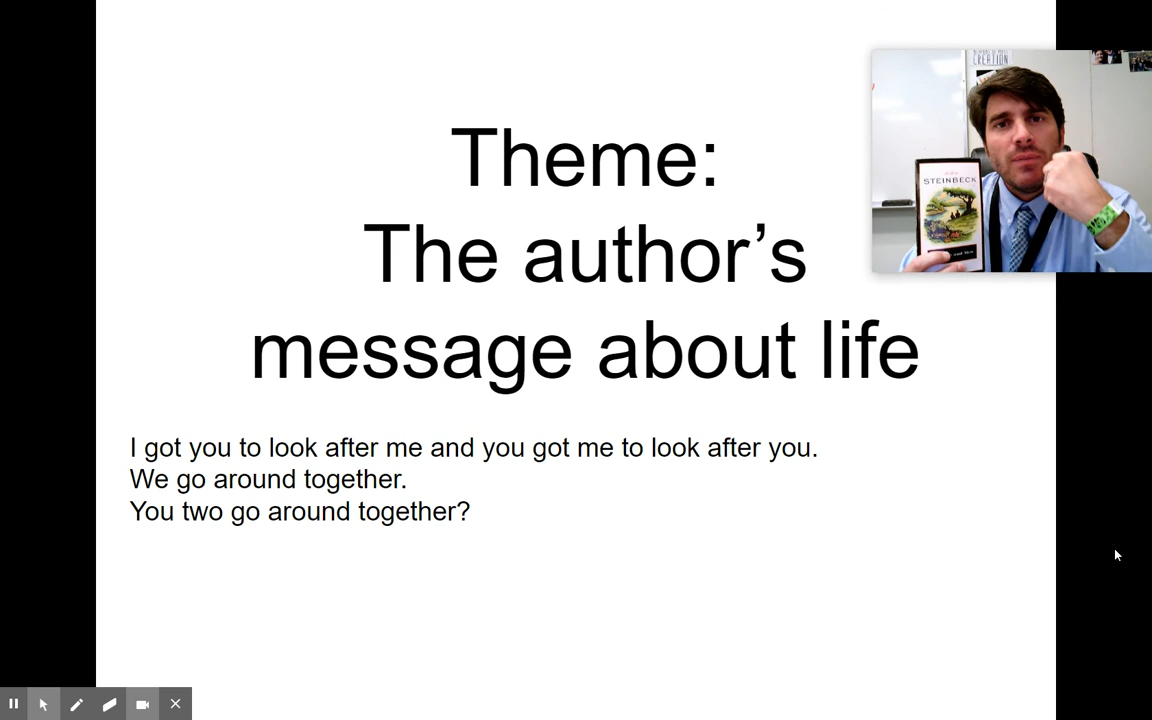 Theme:
The author’s
message about life
I got you to look after me and you got me to look after you.
We go around together.
You two go around together?
CREATION
STEINBECK